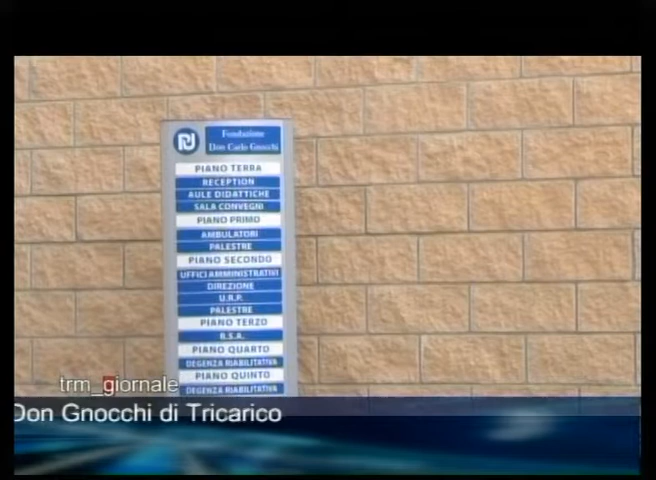 Fondazione
Don Carlo Gnocchi
PIANO TERRA
RECEPTION
AULE DIDATTICHE
SALA CONVEGNI
PIANO PRIMO
AMBULATORI
PALESTRE
PIANO SECONDO
UFFICI AMMINISTRATIVI
DIREZIONE
U.R.P.
PALESTRE
PIANO TERZO
R.S.A.
PIANO QUARTO
DEGENZA RIABILITATIVA
PIANO QUINTO
DEGENZA RIABILITATIVA
trm_giornale
Don Gnocchi di Tricarico